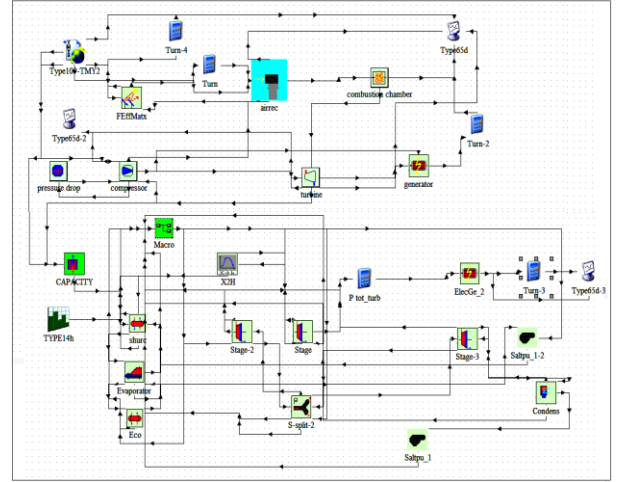 Turn-4
Type65d
Type109-TMY2
Turn
FEffMatx
airrec
combustion chamber
Type65d-2
Turn-2
pressure drop
compressor
turbine
generator
Macro
CAPACITY
X2H
P tot_turb
ElecGe_2
Turn-3
Type65d-3
TYPE14h
shurc
Stage-2
Stage
Stage-3
Saltpu_1-2
Evaporator
Condens
Eco
S-split-2
Saltpu_1